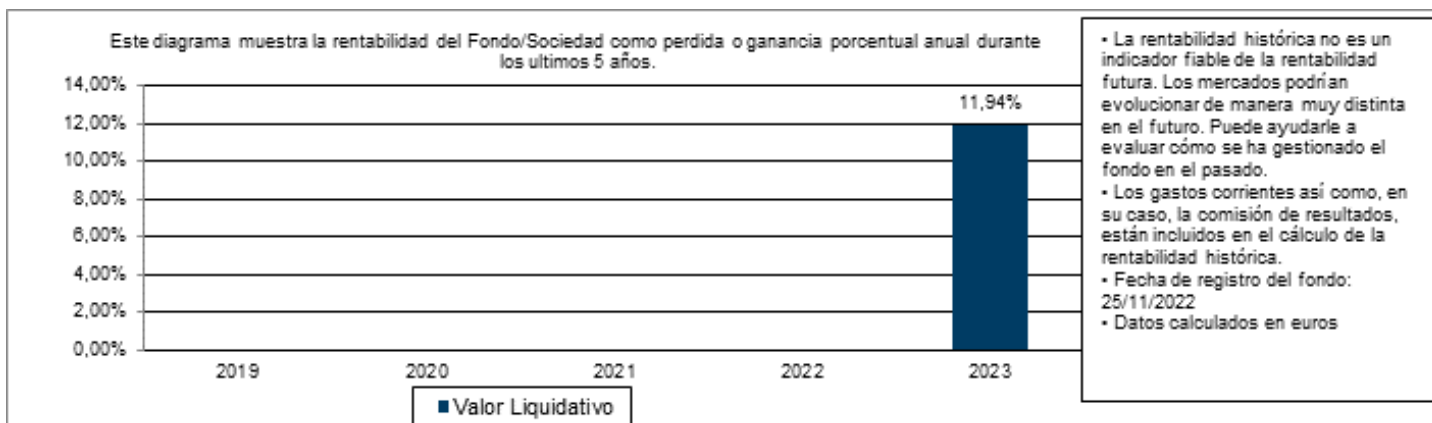 Este diagrama muestra la rentabilidad del Fondo/Sociedad como perdida o ganancia porcentual anual durante
los ultimos 5 años.
14,00%
12,00%
10,00%
8,00%
6,00%
4,00%
2,00%
0,00%
11,94%
2019
2020
2021
2022
2023
Valor Liquidativo
▪ La rentabilidad histórica no es un
indicador fiable de la rentabilidad
futura. Los mercados podrían
evolucionar de manera muy distinta
en el futuro. Puede ayudarle a
evaluar cómo se ha gestionado el
fondo en el pasado.
▪ Los gastos corrientes así como, en
su caso, la comisión de resultados,
están incluidos en el cálculo de la
rentabilidad histórica.
▪ Fecha de registro del fondo:
25/11/2022
▪ Datos calculados en euros